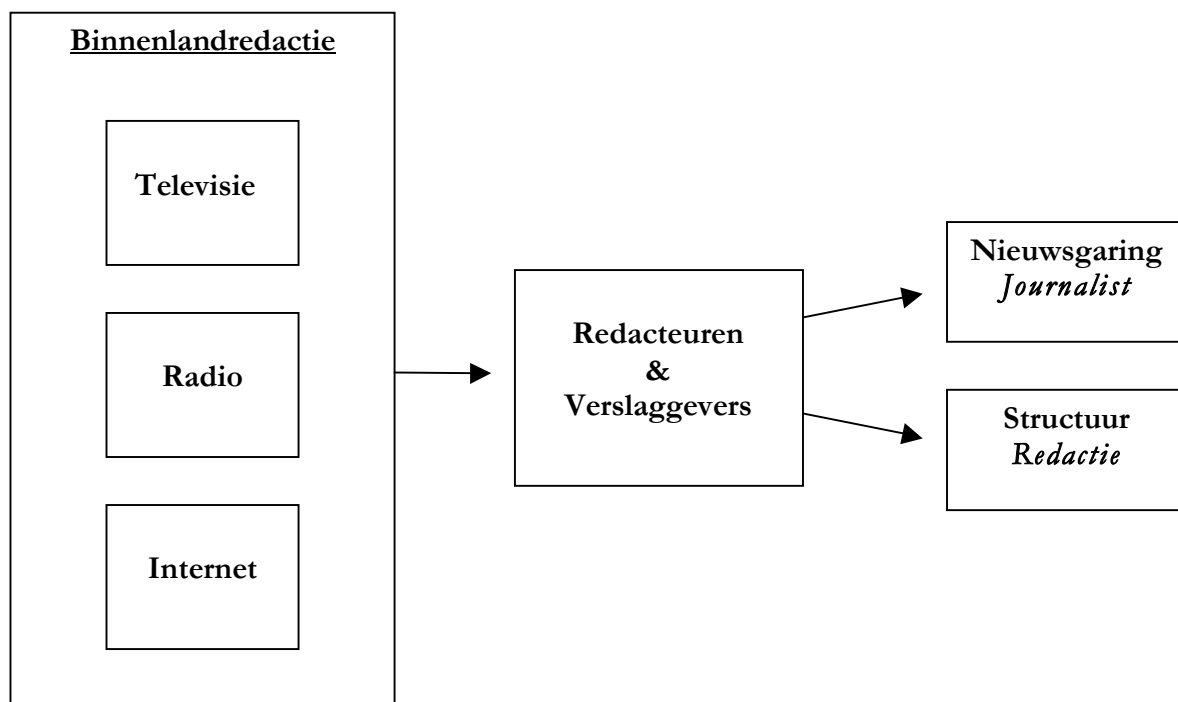 Binnenlandredactie
Televisie
Radio
Internet
Redacteuren
&
Verslaggevers
Nieuwsgaring
Journalist
Structuur
Redactie